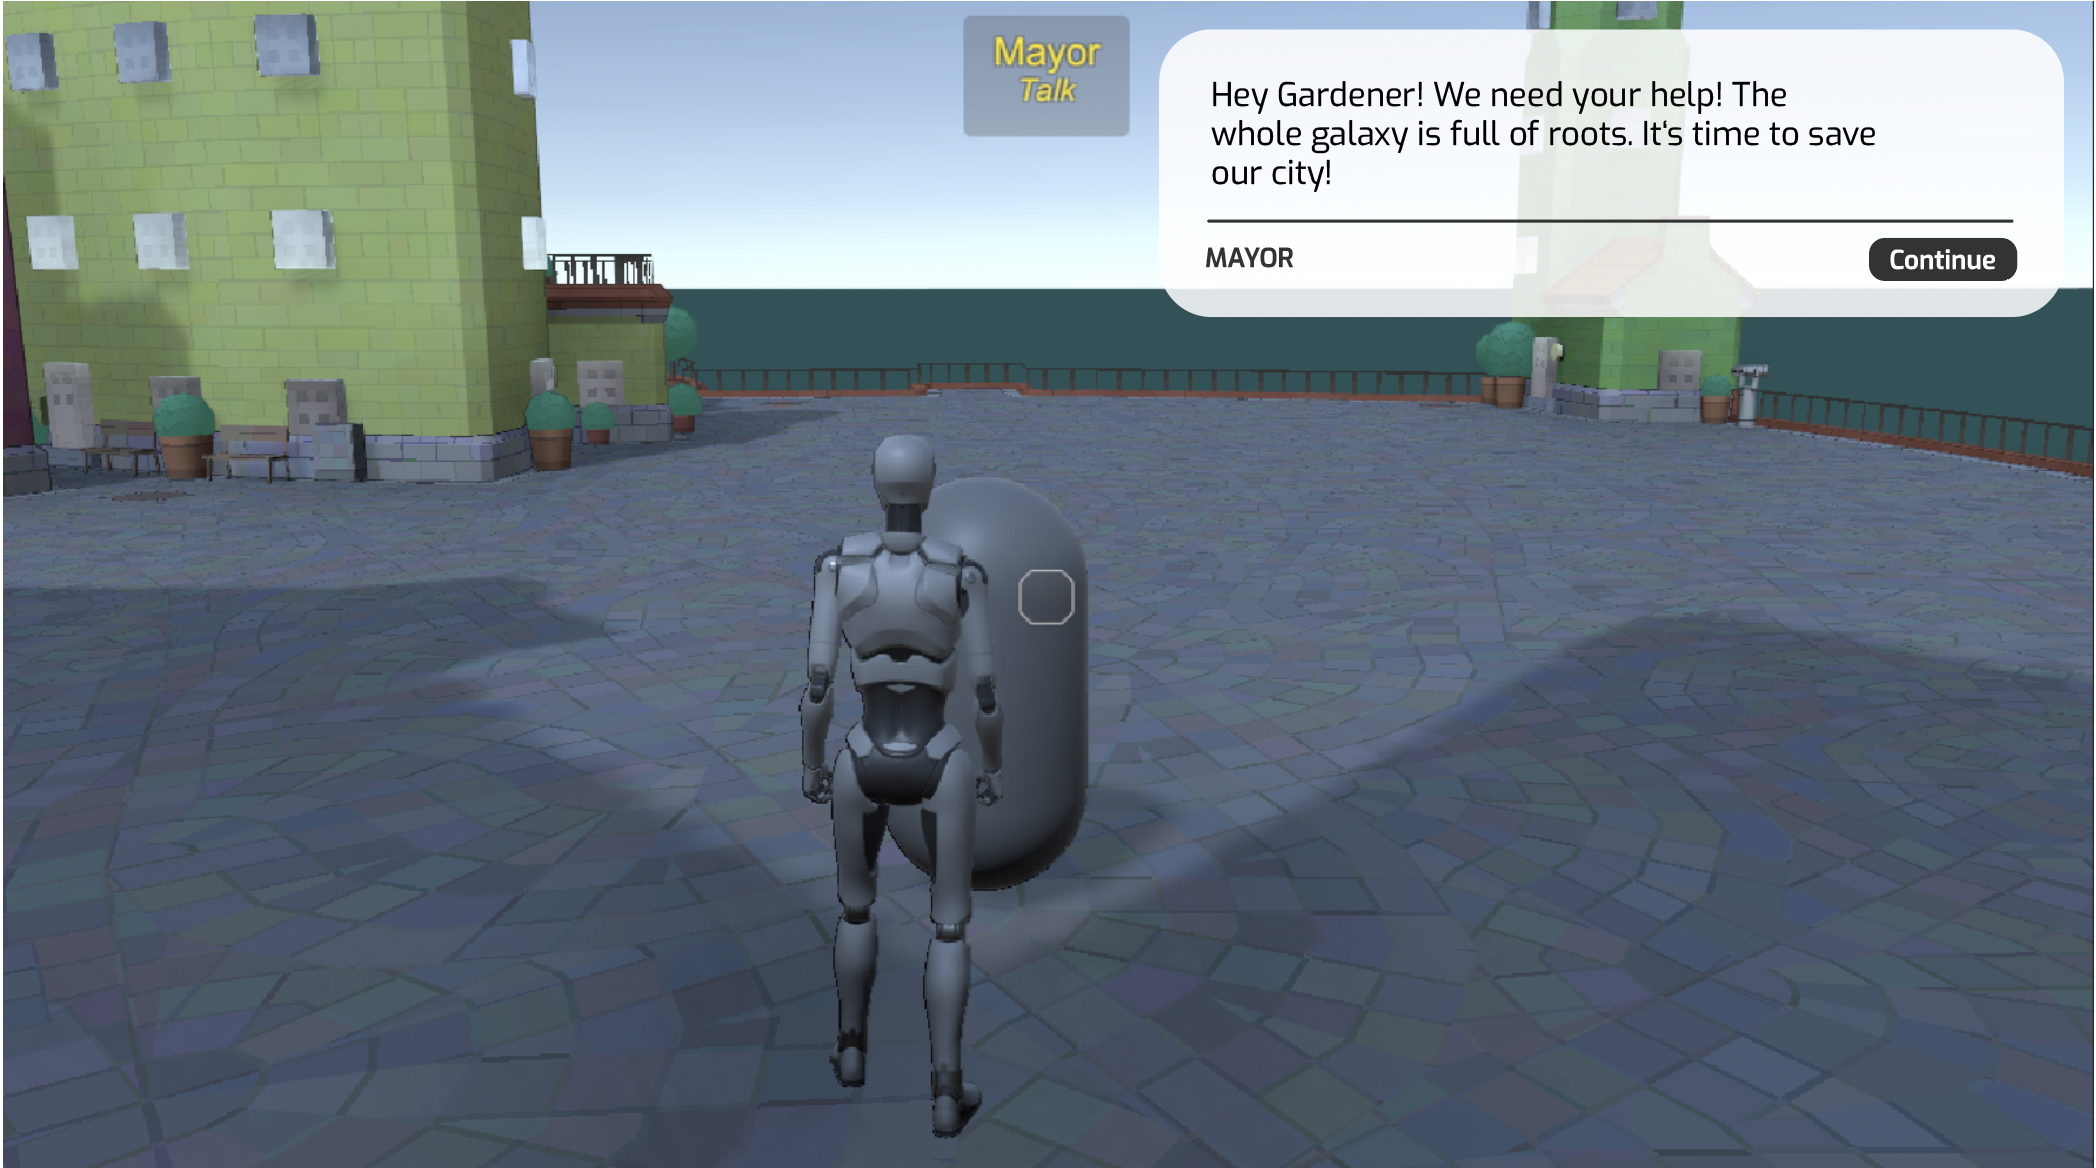 Mayor
Talk
Hey Gardener! We need your help! The
whole galaxy is full of roots. It's time to save
our city!
MAYOR
Continue